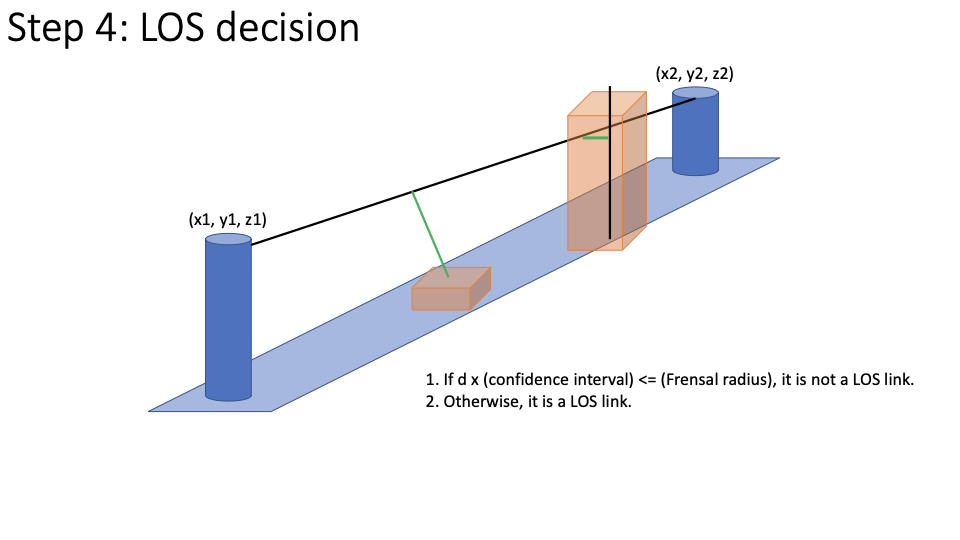 Step 4: LOS decision
(x2, y2, z2)
(x1, y1, z1)
1. If d x (confidence interval) <= (Frensal radius), it is not a LOS link.
2. Otherwise, it is a LOS link.